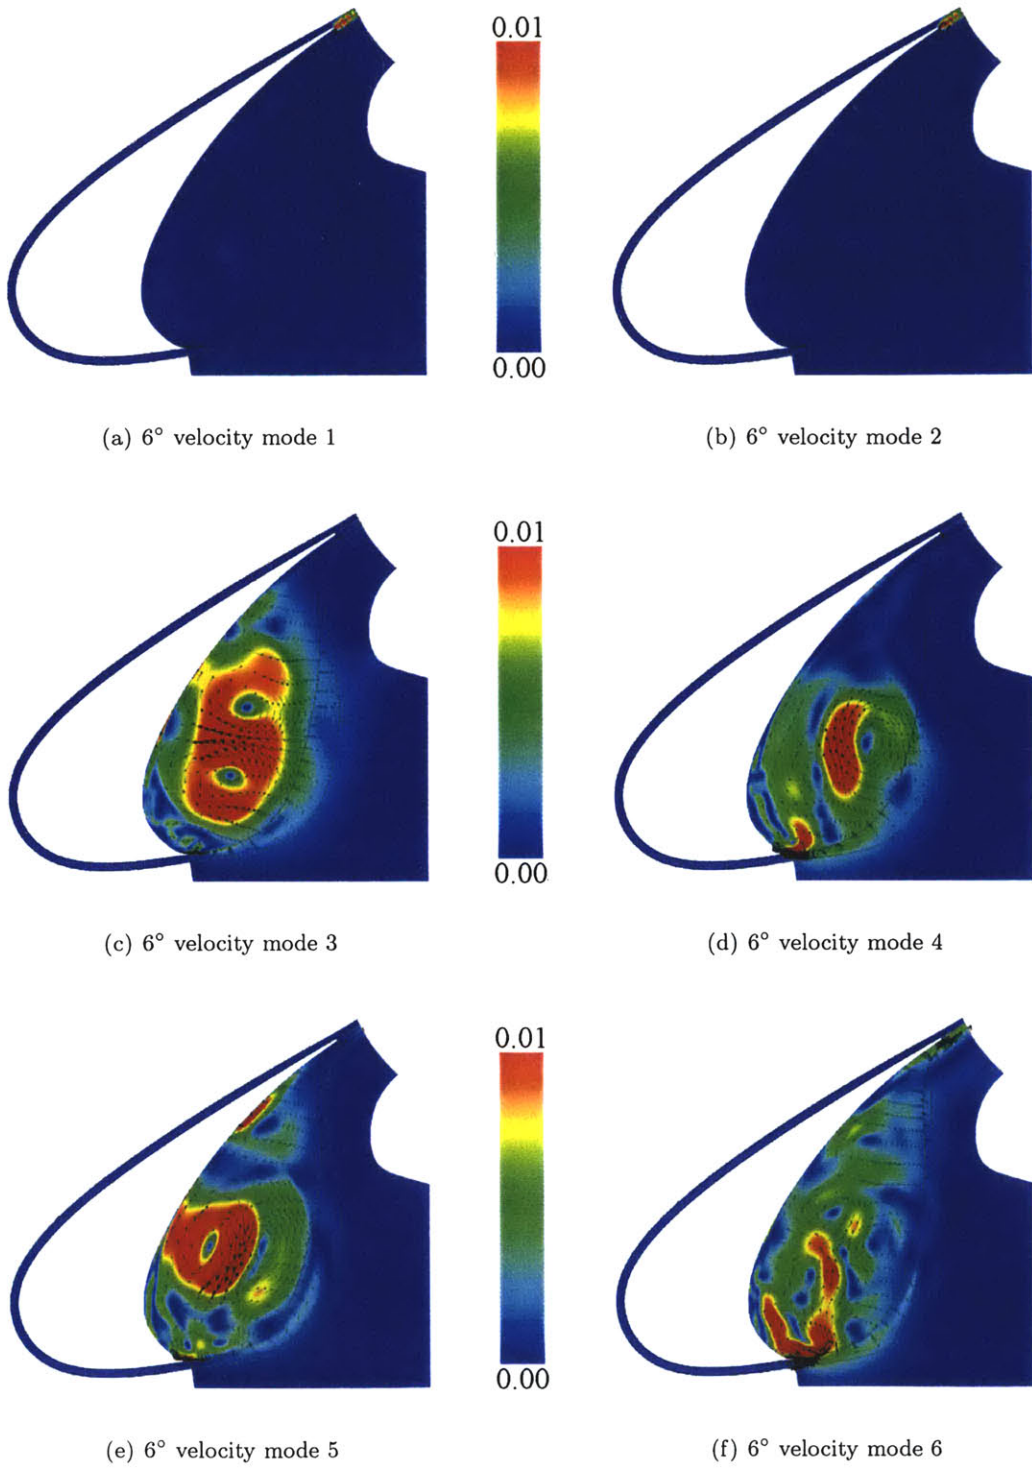 0.01
0.00
(a) 6° velocity mode 1
(b) 6° velocity mode 2
0.01
0.00
(c) 6° velocity mode 3
(d) 6° velocity mode 4
0.01
0.00
(e) 6° velocity mode 5
(f) 6° velocity mode 6